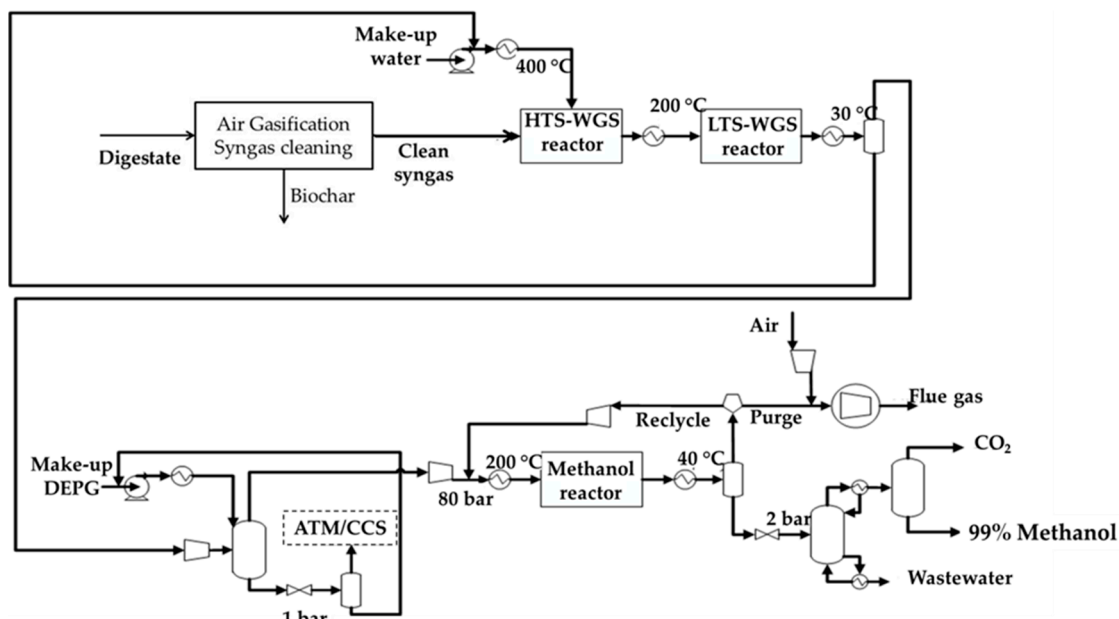 Make-up
water
400 °C
Air Gasification
Syngas cleaning
Digestate
Biochar
Clean
syngas
HTS-WGS
reactor
200 °C
LTS-WGS
reactor
30 °C
Air
Flue gas
Reclycle
Purge
Make-up
DEPG
ATM/CCS
1 bar
80 bar
200 °C
Methanol
reactor
40 °C
2 bar
CO₂
99% Methanol
Wastewater